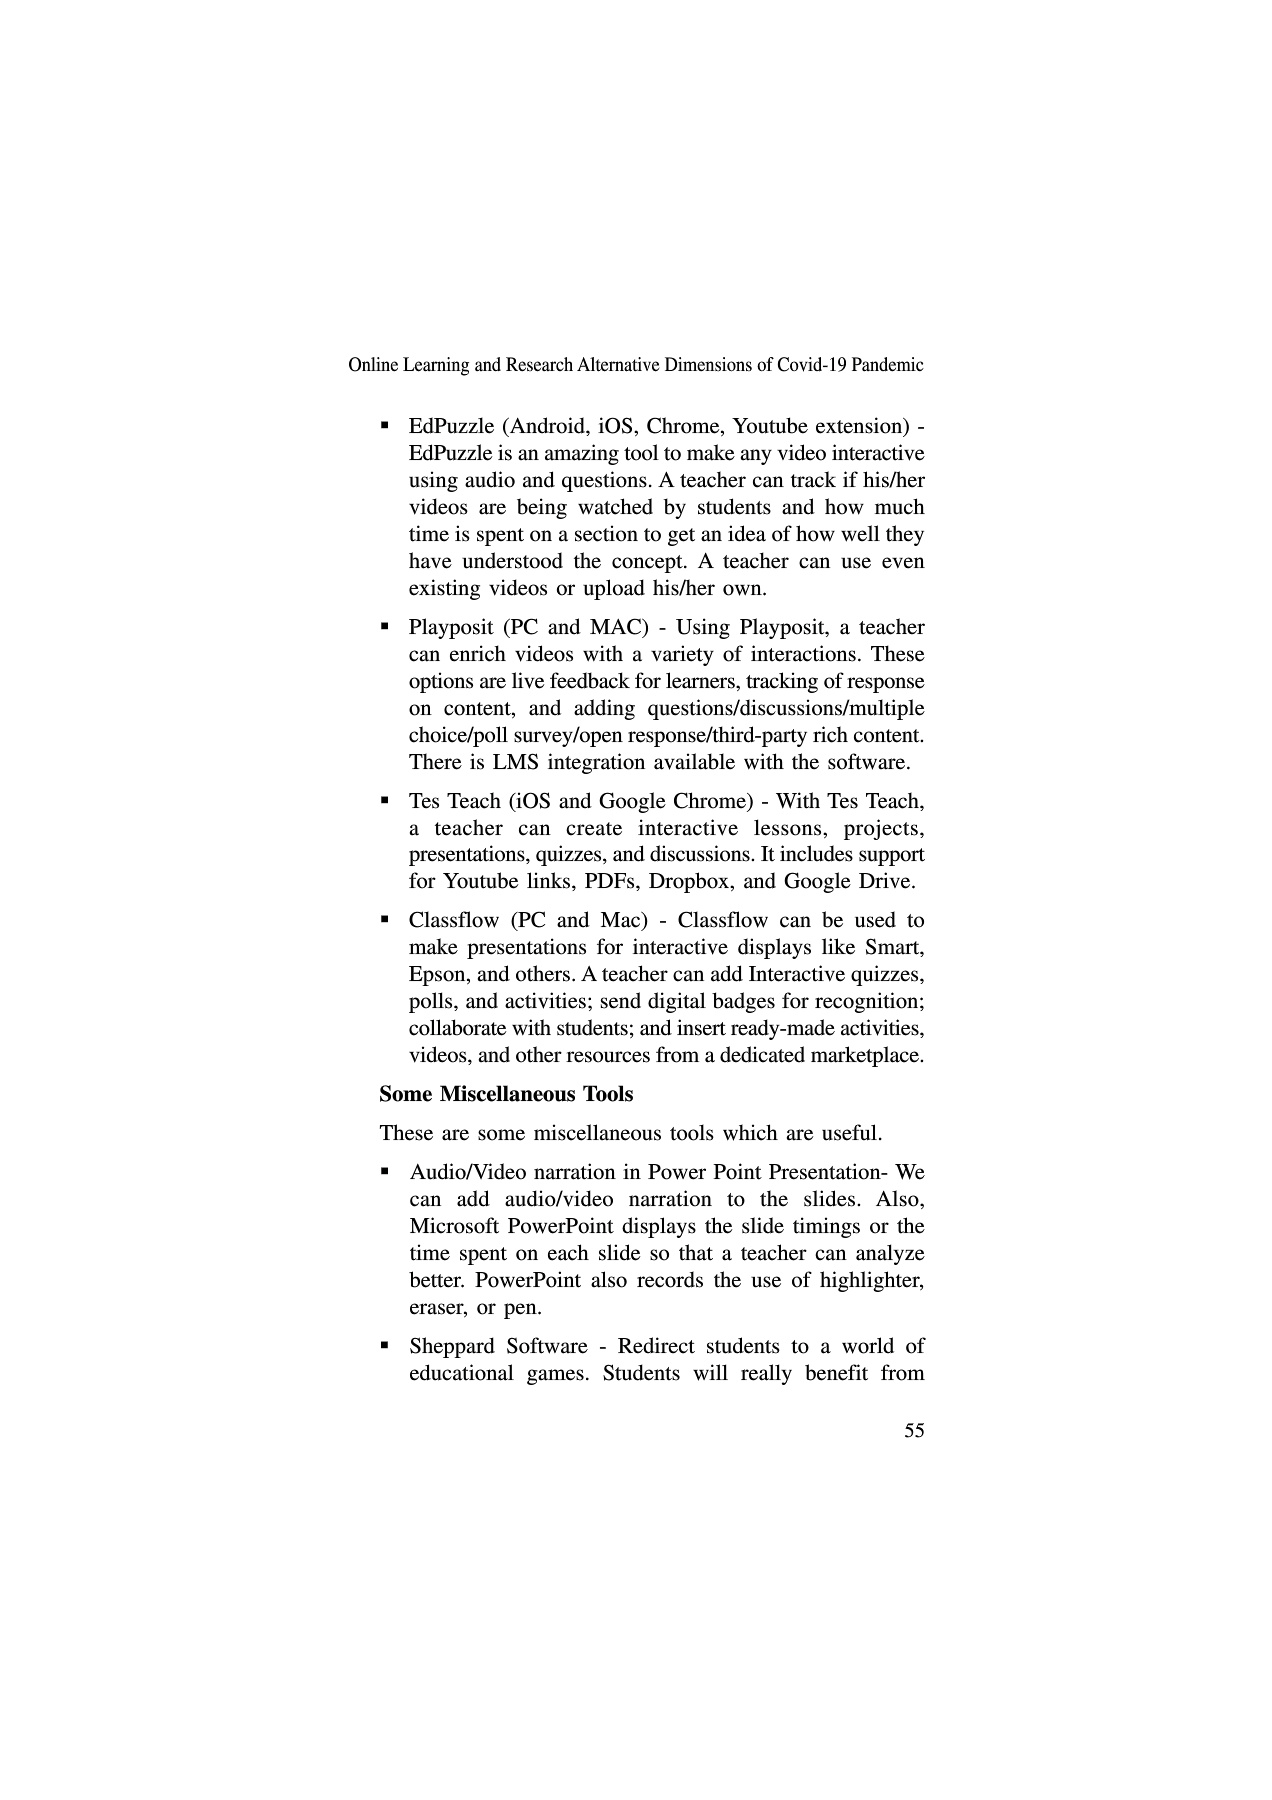 Online Learning and Research Alternative Dimensions of Covid-19 Pandemic
▪ EdPuzzle (Android, iOS, Chrome, Youtube extension) -
EdPuzzle is an amazing tool to make any video interactive
using audio and questions. A teacher can track if his/her
videos are being watched by students and how much
time is spent on a section to get an idea of how well they
have understood the concept. A teacher can use even
existing videos or upload his/her own.
▪ Playposit (PC and MAC) - Using Playposit, a teacher
can enrich videos with a variety of interactions. These
options are live feedback for learners, tracking of response
on content, and adding questions/discussions/multiple
choice/poll survey/open response/third-party rich content.
There is LMS integration available with the software.
▪ Tes Teach (iOS and Google Chrome) - With Tes Teach,
a teacher can create interactive lessons, projects,
presentations, quizzes, and discussions. It includes support
for Youtube links, PDFs, Dropbox, and Google Drive.
▪ Classflow (PC and Mac) - Classflow can be used to
make presentations for interactive displays like Smart,
Epson, and others. A teacher can add Interactive quizzes,
polls, and activities; send digital badges for recognition;
collaborate with students; and insert ready-made activities,
videos, and other resources from a dedicated marketplace.
Some Miscellaneous Tools
These are some miscellaneous tools which are useful.
▪ Audio/Video narration in Power Point Presentation- We
can add audio/video narration to the slides. Also,
Microsoft PowerPoint displays the slide timings or the
time spent on each slide so that a teacher can analyze
better. PowerPoint also records the use of highlighter,
eraser, or pen.
▪ Sheppard Software - Redirect students to a world of
educational games. Students will really benefit from
55